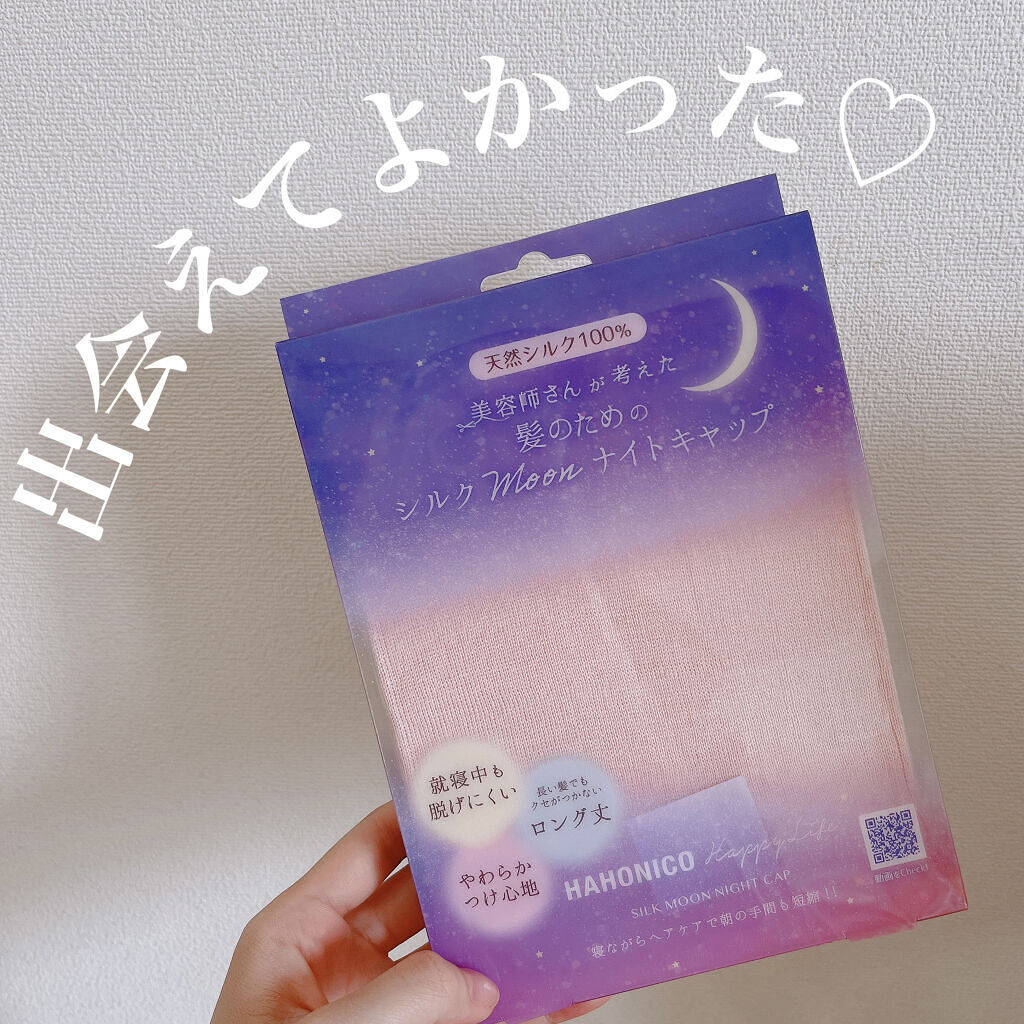 出会えてよかった♡
天然シルク100%
美容師さんが考えた
髪のための
シルク Moon ナイトキャップ
就寝中も
脱げにくい
長い髪でも
クセがつかない
ロング丈
やわらか
つけ心地
HAHONICO Happy Life
SILK MOON NIGHT CAP
寝ながらヘアケアで朝の手間も短縮!!
動画をCheck!